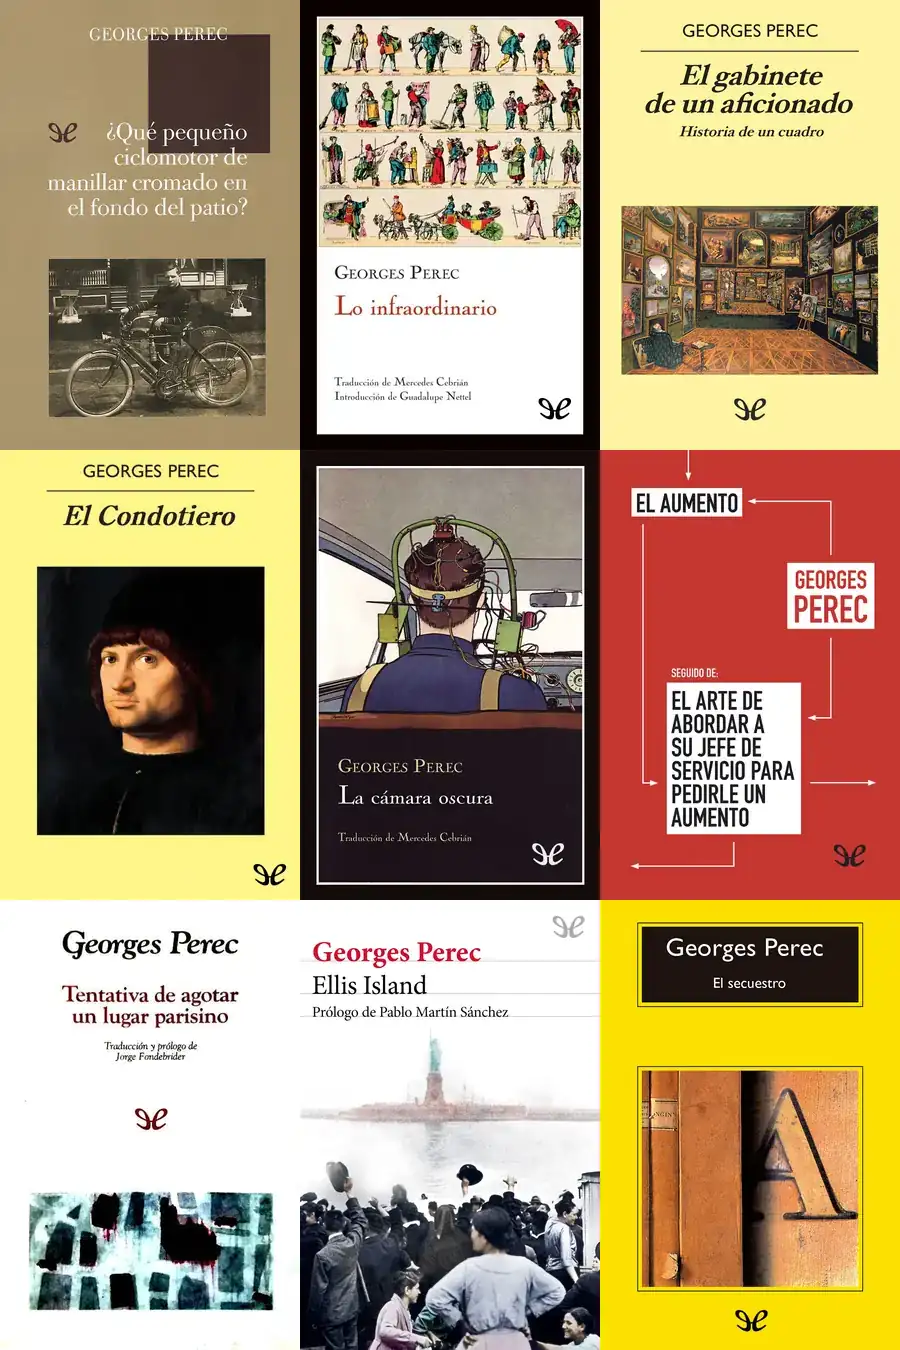 GEORGES PEREC
¿Qué pequeño
ciclomotor de
manillar cromado en
el fondo del patio?
GEORGES PEREC
Lo infraordinario
Traducción de Mercedes Cebrián
Introducción de Guadalupe Nettel
GEORGES PEREC
El gabinete
de un aficionado
Historia de un cuadro
GEORGES PEREC
El Condotiero
GEORGES PEREC
La cámara oscura
Traducción de Mercedes Cebrián
EL AUMENTO
GEORGES
PEREC
SEGUIDO DE:
EL ARTE DE
ABORDAR A
SU JEFE DE
SERVICIO PARA
PEDIRLE UN
AUMENTO
Georges Perec
Tentativa de agotar
un lugar parisino
Traducción y prólogo de
Jorge Fondebrider
Georges Perec
Ellis Island
Prólogo de Pablo Martín Sánchez
Georges Perec
El secuestro
A